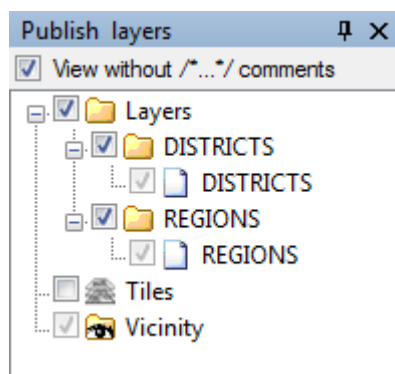 Publish layers
View without /*...*/ comments
Layers
DISTRICTS
DISTRICTS
REGIONS
REGIONS
Tiles
Vicinity